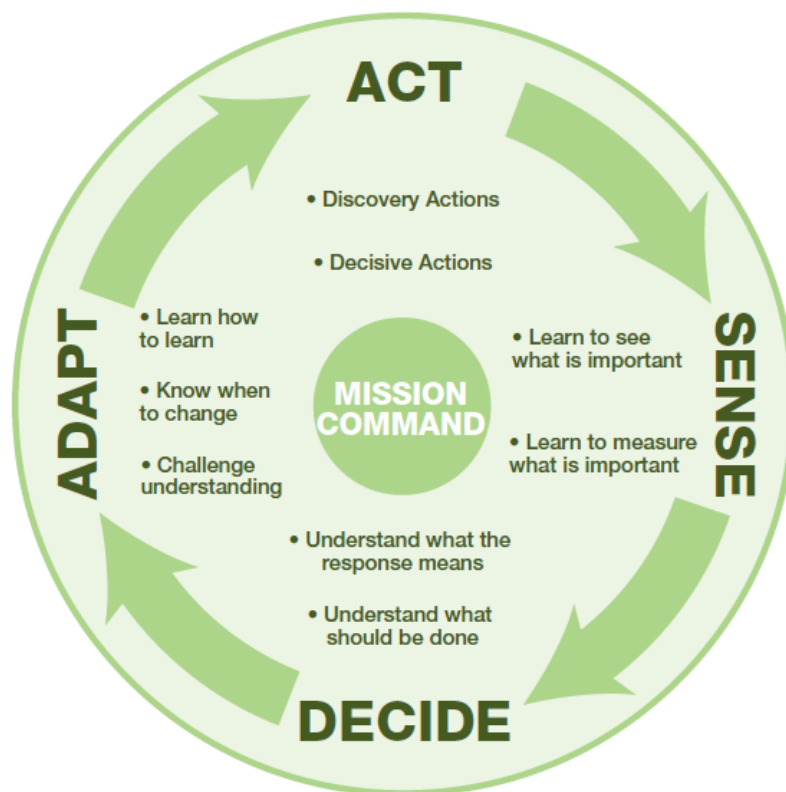 ACT
• Discovery Actions
• Decisive Actions
SENSE
• Learn to see
what is important
• Learn to measure
what is important
DECIDE
• Understand what the
response means
• Understand what
should be done
ADAPT
• Learn how
to learn
• Know when
to change
• Challenge
understanding
MISSION
COMMAND